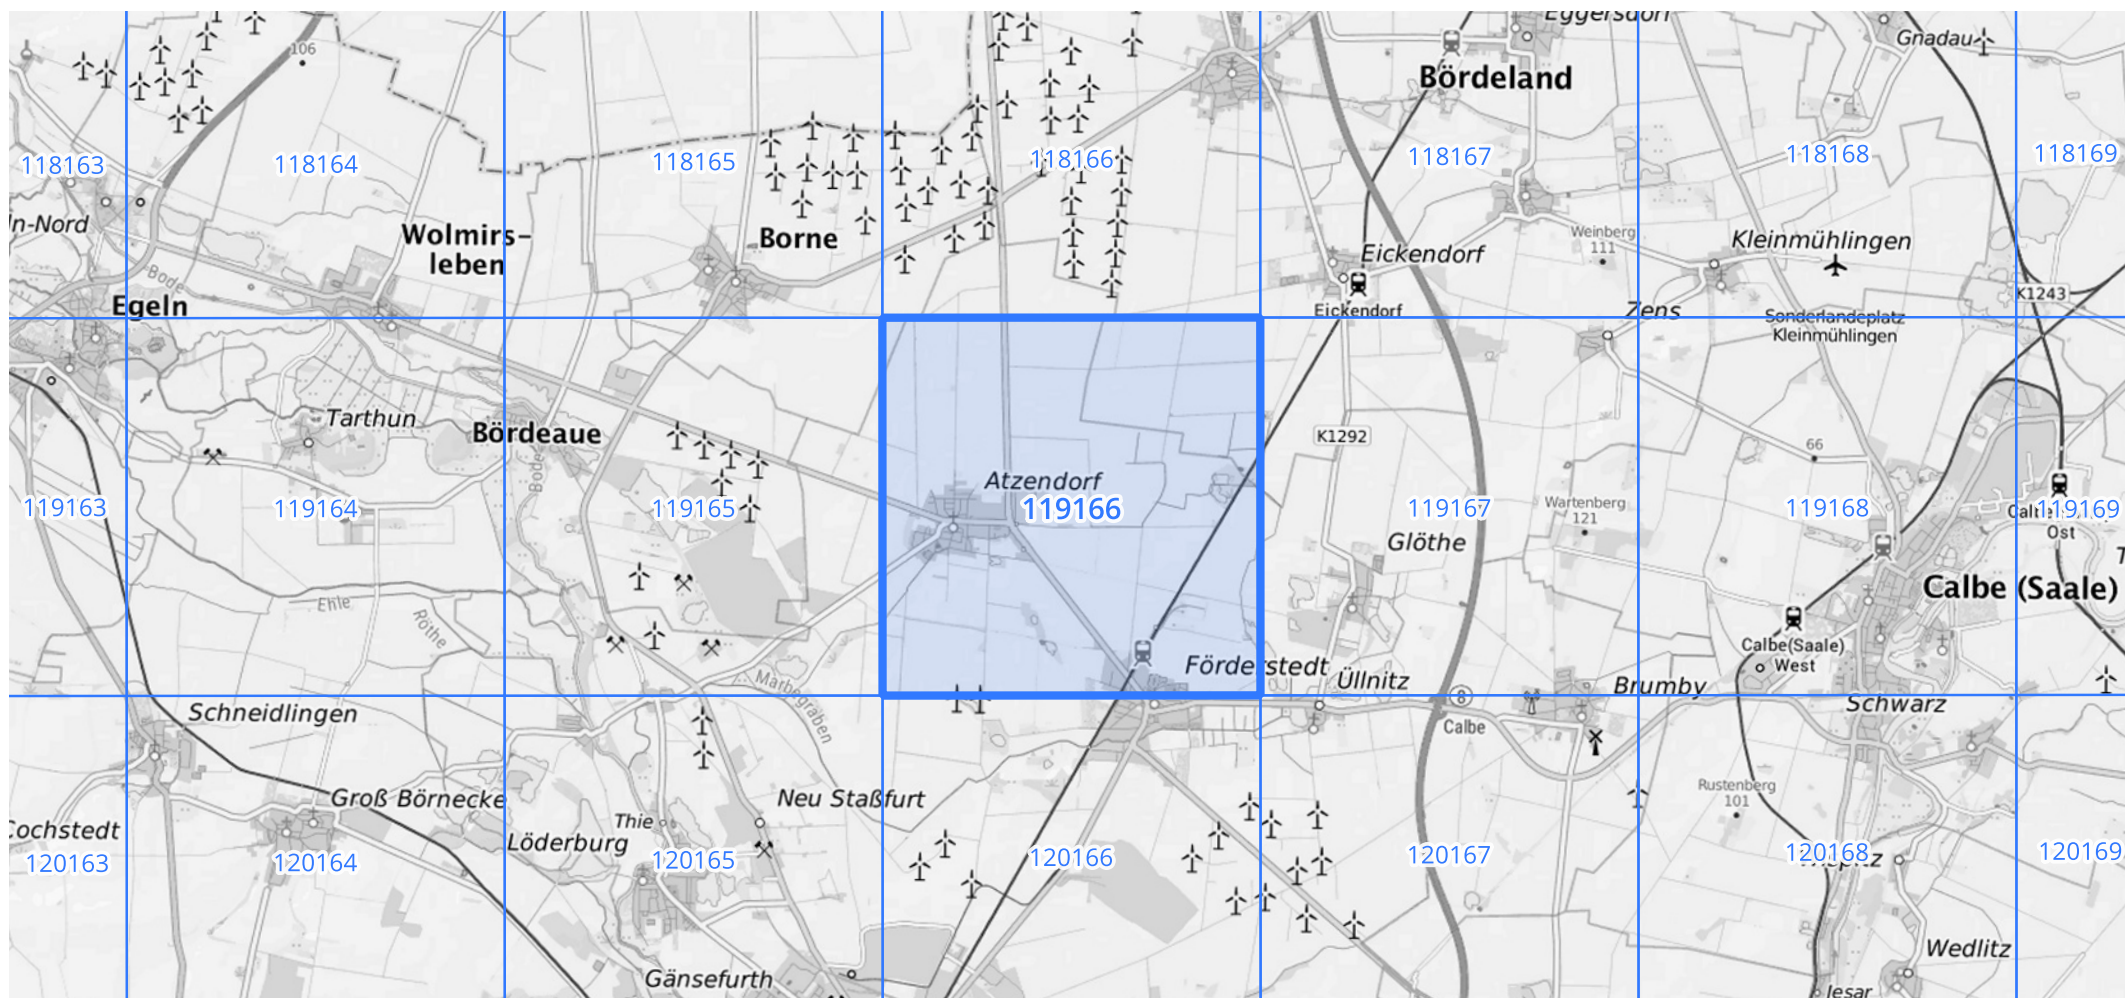 Eggersdorf
Gnadau
106
Bördeland
118163
118164
118165
118166
118167
118168
118169
ln-Nord
Wolmirs-
leben
Borne
Eickendorf
Weinberg
111
Kleinmühlingen
Bode
Egeln
Eickendorf
Zens
K1243
Sonderlandeplatz
Kleinmühlingen
Tarthun
Bördeaue
K1292
66
Bode
Atzendorf
119163
119164
119165
119166
119167
119168
119169
Wartenberg
121
Ost
Glöthe
Calbe (Saale)
Ehle
Röthe
Calbe(Saale)
West
Förderstedt
Üllnitz
Brumby
Marbegraben
8
Calbe
Schneidlingen
Schwarz
Rustenberg
101
Groß Börnecke
Neu Staßfurt
Cochstedt
Thie
Löderburg
120163
120164
120165
120166
120167
120168
120169
Wedlitz
Gänsefurth